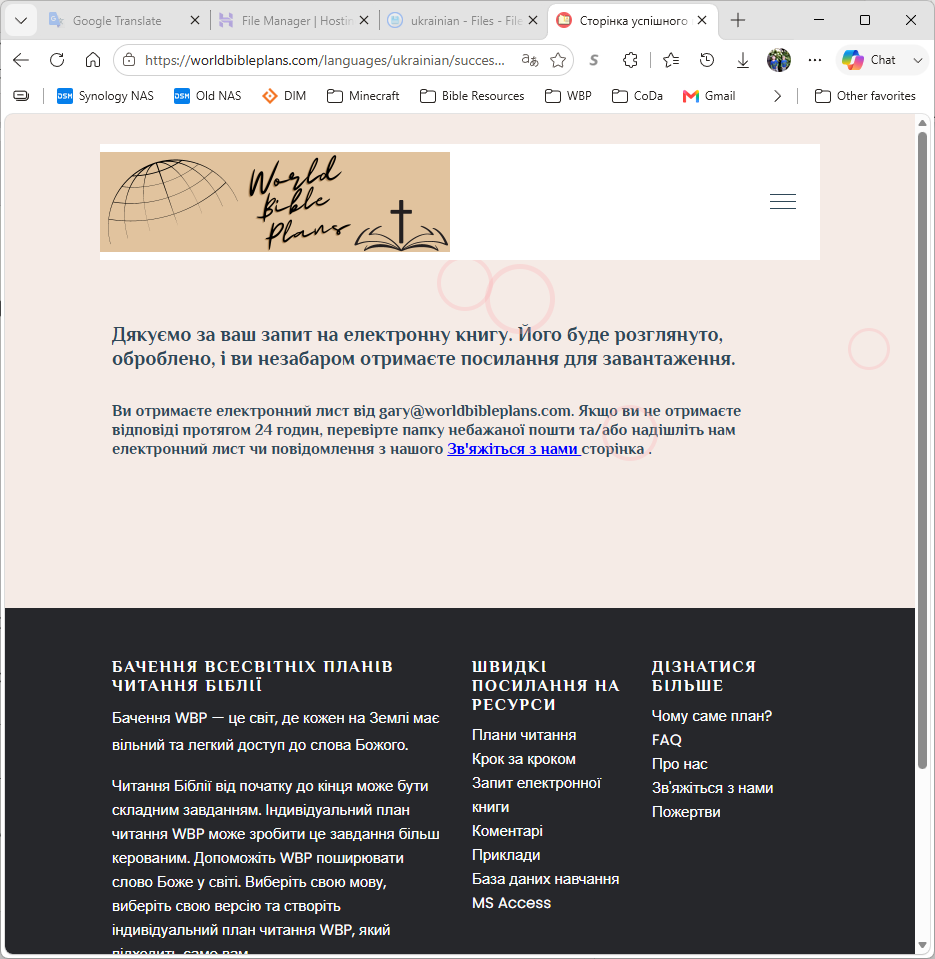 Google Translate
File Manager | Hostin
ukrainian - Files - File
Сторінка успішного
https://worldbibleplans.com/languages/ukrainian/succes...
Chat
Synology NAS
Old NAS
DIM
Minecraft
Bible Resources
WBP
CoDa
Gmail
Other favorites
World
Bible
Plans
Дякуємо за ваш запит на електронну книгу. Його буде розглянуто,
оброблено, і ви незабаром отримаєте посилання для завантаження.
Ви отримаєте електронний лист від gary@worldbibleplans.com. Якщо ви не отримаєте
відповіді протягом 24 годин, перевірте папку небажаної пошти та/або надішліть нам
електронний лист чи повідомлення з нашого Зв'яжіться з нами сторінка .
БАЧЕННЯ ВСЕСВІТНІХ ПЛАНІВ
ЧИТАННЯ БІБЛІЇ
Бачення WBP — це світ, де кожен на Землі має
вільний та легкий доступ до слова Божого.
Читання Біблії від початку до кінця може бути
складним завданням. Індивідуальний план
читання WBP може зробити це завдання більш
керованим. Допоможіть WBP поширювати
слово Боже у світі. Виберіть свою мову,
виберіть свою версію та створіть
індивідуальний план читання WBP, який
підходить саме вам
ШВИДКІ
ПОСИЛАННЯ НА
РЕСУРСИ
Плани читання
Крок за кроком
Запит електронної
книги
Коментарі
Приклади
База даних навчання
MS Access
ДІЗНАТИСЯ
БІЛЬШЕ
Чому саме план?
FAQ
Про нас
Зв'яжіться з нами
Пожертви